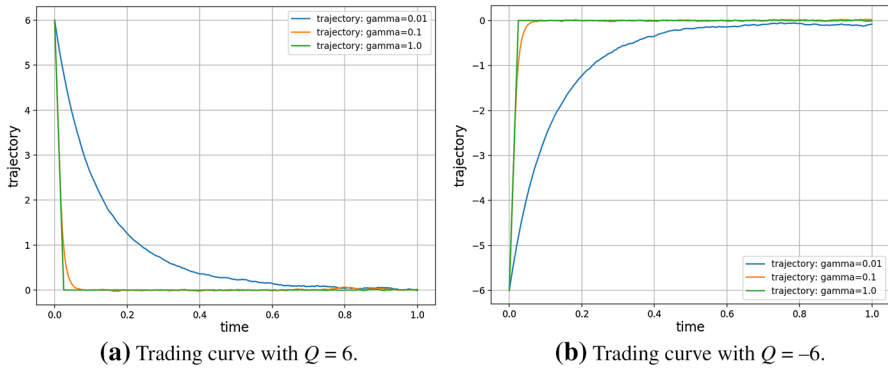 trajectory: gamma=0.01
trajectory: gamma=0.1
trajectory: gamma=1.0
6
5
4
3
2
1
0
trajectory
0.0 0.2 0.4 0.6 0.8 1.0
time
(a) Trading curve with Q = 6.
0
−1
−2
−3
−4
−5
−6
trajectory
trajectory: gamma=0.01
trajectory: gamma=0.1
trajectory: gamma=1.0
0.0 0.2 0.4 0.6 0.8 1.0
time
(b) Trading curve with Q = –6.